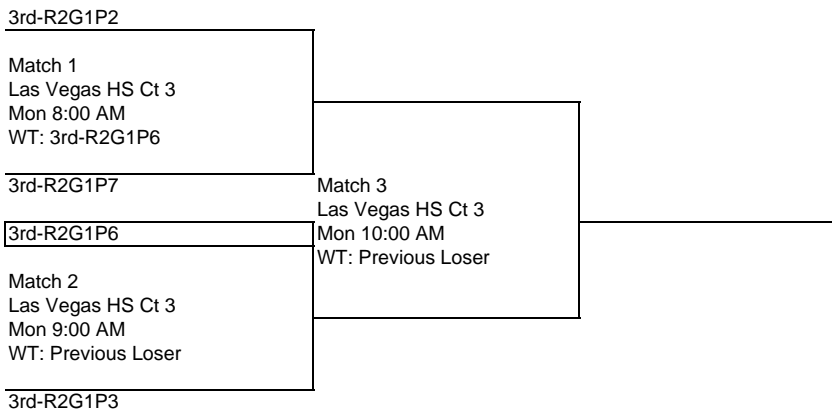 3rd-R2G1P2
Match 1
Las Vegas HS Ct 3
Mon 8:00 AM
WT: 3rd-R2G1P6
3rd-R2G1P7
Match 3
Las Vegas HS Ct 3
Mon 10:00 AM
WT: Previous Loser
3rd-R2G1P6
Match 2
Las Vegas HS Ct 3
Mon 9:00 AM
WT: Previous Loser
3rd-R2G1P3